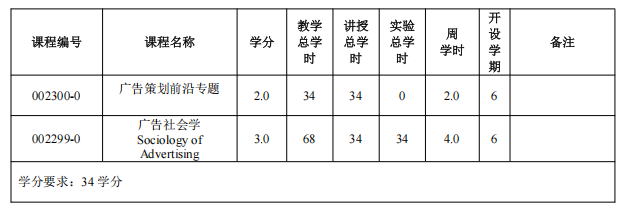 课程编号 课程名称 学分 教学总学时 讲授总学时 实验总学时 周学时 开设学期 备注
002300-0 广告策划前沿专题 2.0 34 34 0 2.0 6
002299-0 广告社会学 3.0 68 34 34 4.0 6
Sociology of
Advertising
学分要求：34 学分